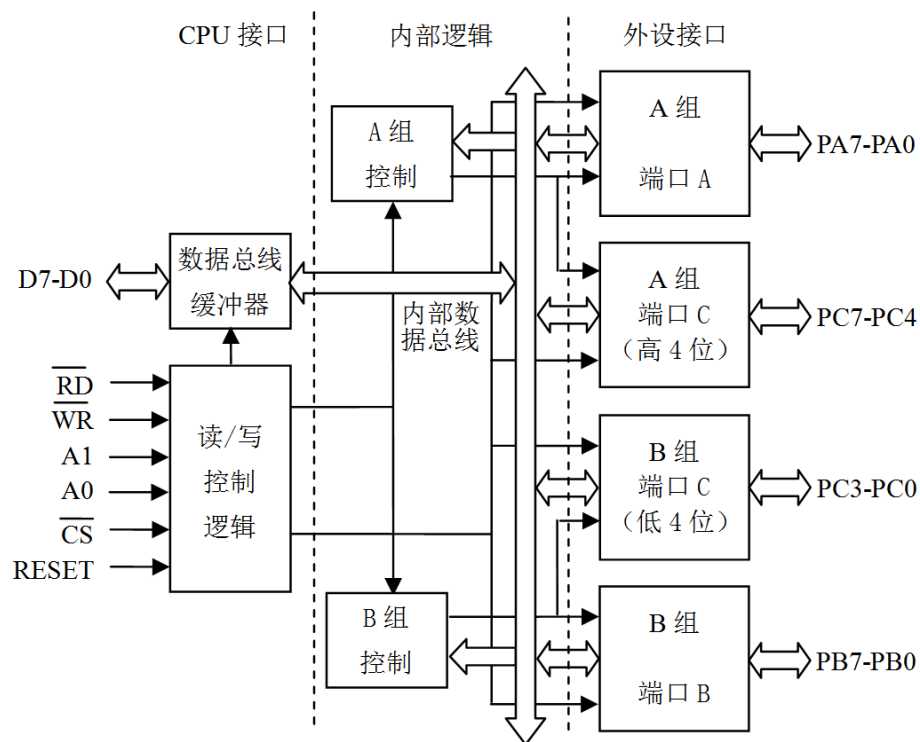 CPU 接口
内部逻辑
外设接口
A 组
控制
A 组
端口 A
PA7-PA0
D7-D0
数据总线
缓冲器
内部数
据总线
A 组
端口 C
（高 4 位）
PC7-PC4
R̅D̅
W̅R̅
A1
A0
C̅S̅
RESET
读/写
控制
逻辑
B 组
端口 C
（低 4 位）
PC3-PC0
B 组
控制
B 组
端口 B
PB7-PB0